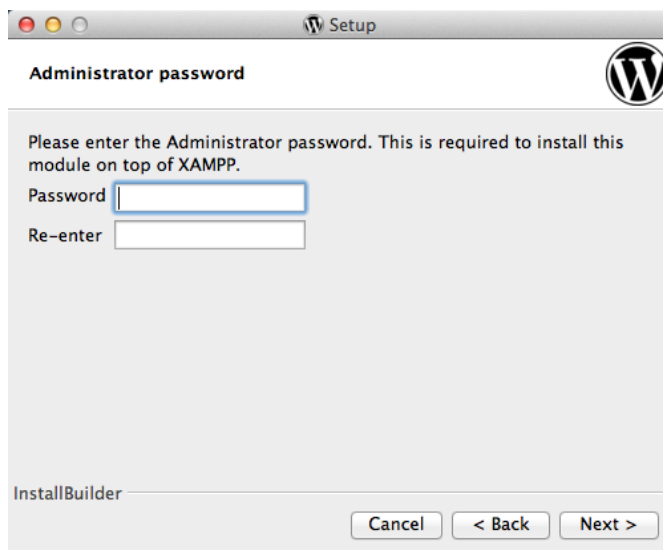 Setup
Administrator password
Please enter the Administrator password. This is required to install this
module on top of XAMPP.
Password
Re-enter
InstallBuilder
Cancel
< Back
Next >